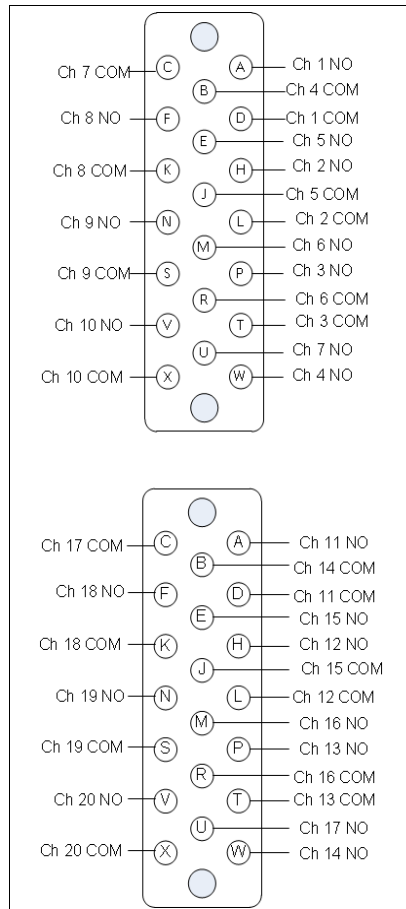 C A Ch 1 NO
Ch 7 COM
B Ch 4 COM
Ch 8 NO F D Ch 1 COM
E Ch 5 NO
Ch 8 COM K H Ch 2 NO
J Ch 5 COM
Ch 9 NO N L Ch 2 COM
M Ch 6 NO
Ch 9 COM S P Ch 3 NO
R Ch 6 COM
Ch 10 NO V T Ch 3 COM
U Ch 7 NO
Ch 10 COM X W Ch 4 NO
Ch 17 COM C A Ch 11 NO
B Ch 14 COM
Ch 18 NO F D Ch 11 COM
E Ch 15 NO
Ch 18 COM K H Ch 12 NO
J Ch 15 COM
Ch 19 NO N L Ch 12 COM
M Ch 16 NO
Ch 19 COM S P Ch 13 NO
R Ch 16 COM
Ch 20 NO V T Ch 13 COM
U Ch 17 NO
Ch 20 COM X W Ch 14 NO